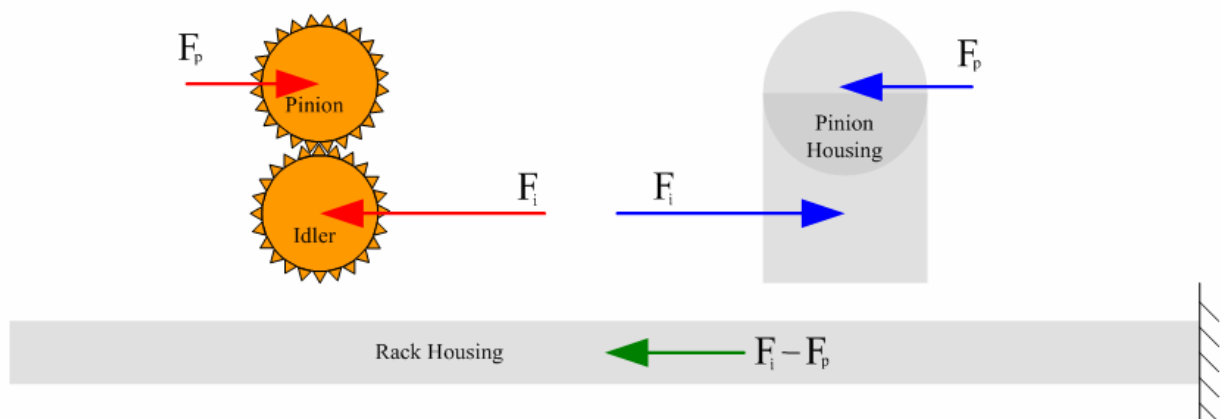 Fp
Pinion
Fi
Idler
Fp
Pinion
Housing
Fi
Rack Housing
Fi – Fp